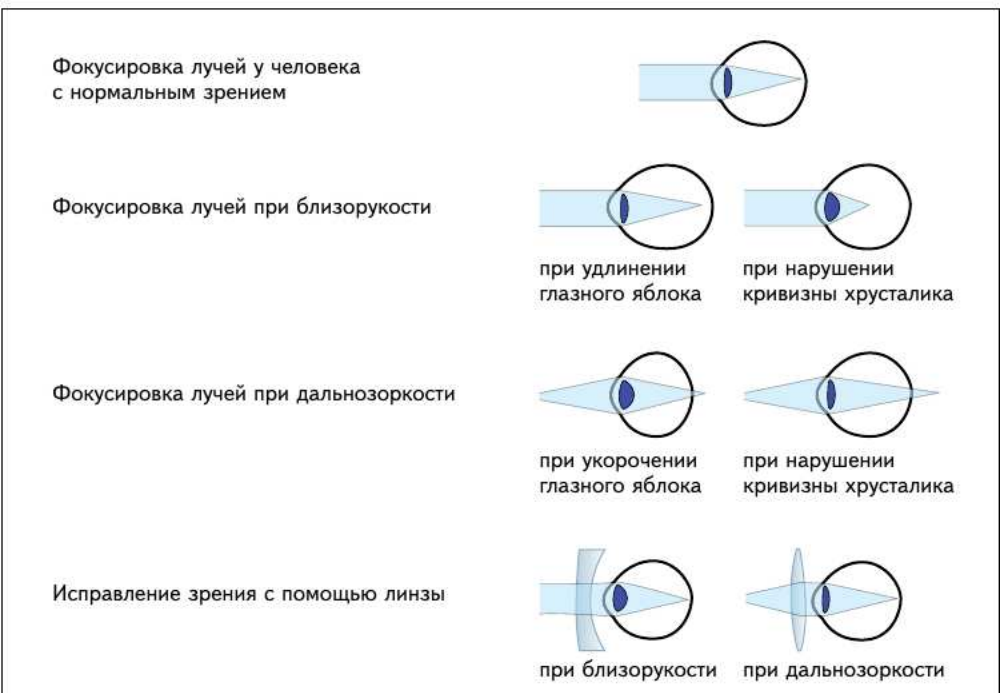 Фокусировка лучей у человека
с нормальным зрением
Фокусировка лучей при близорукости
при удлинении
глазного яблока
при нарушении
кривизны хрусталика
Фокусировка лучей при дальнозоркости
при укорочении
глазного яблока
при нарушении
кривизны хрусталика
Исправление зрения с помощью линзы
при близорукости
при дальнозоркости